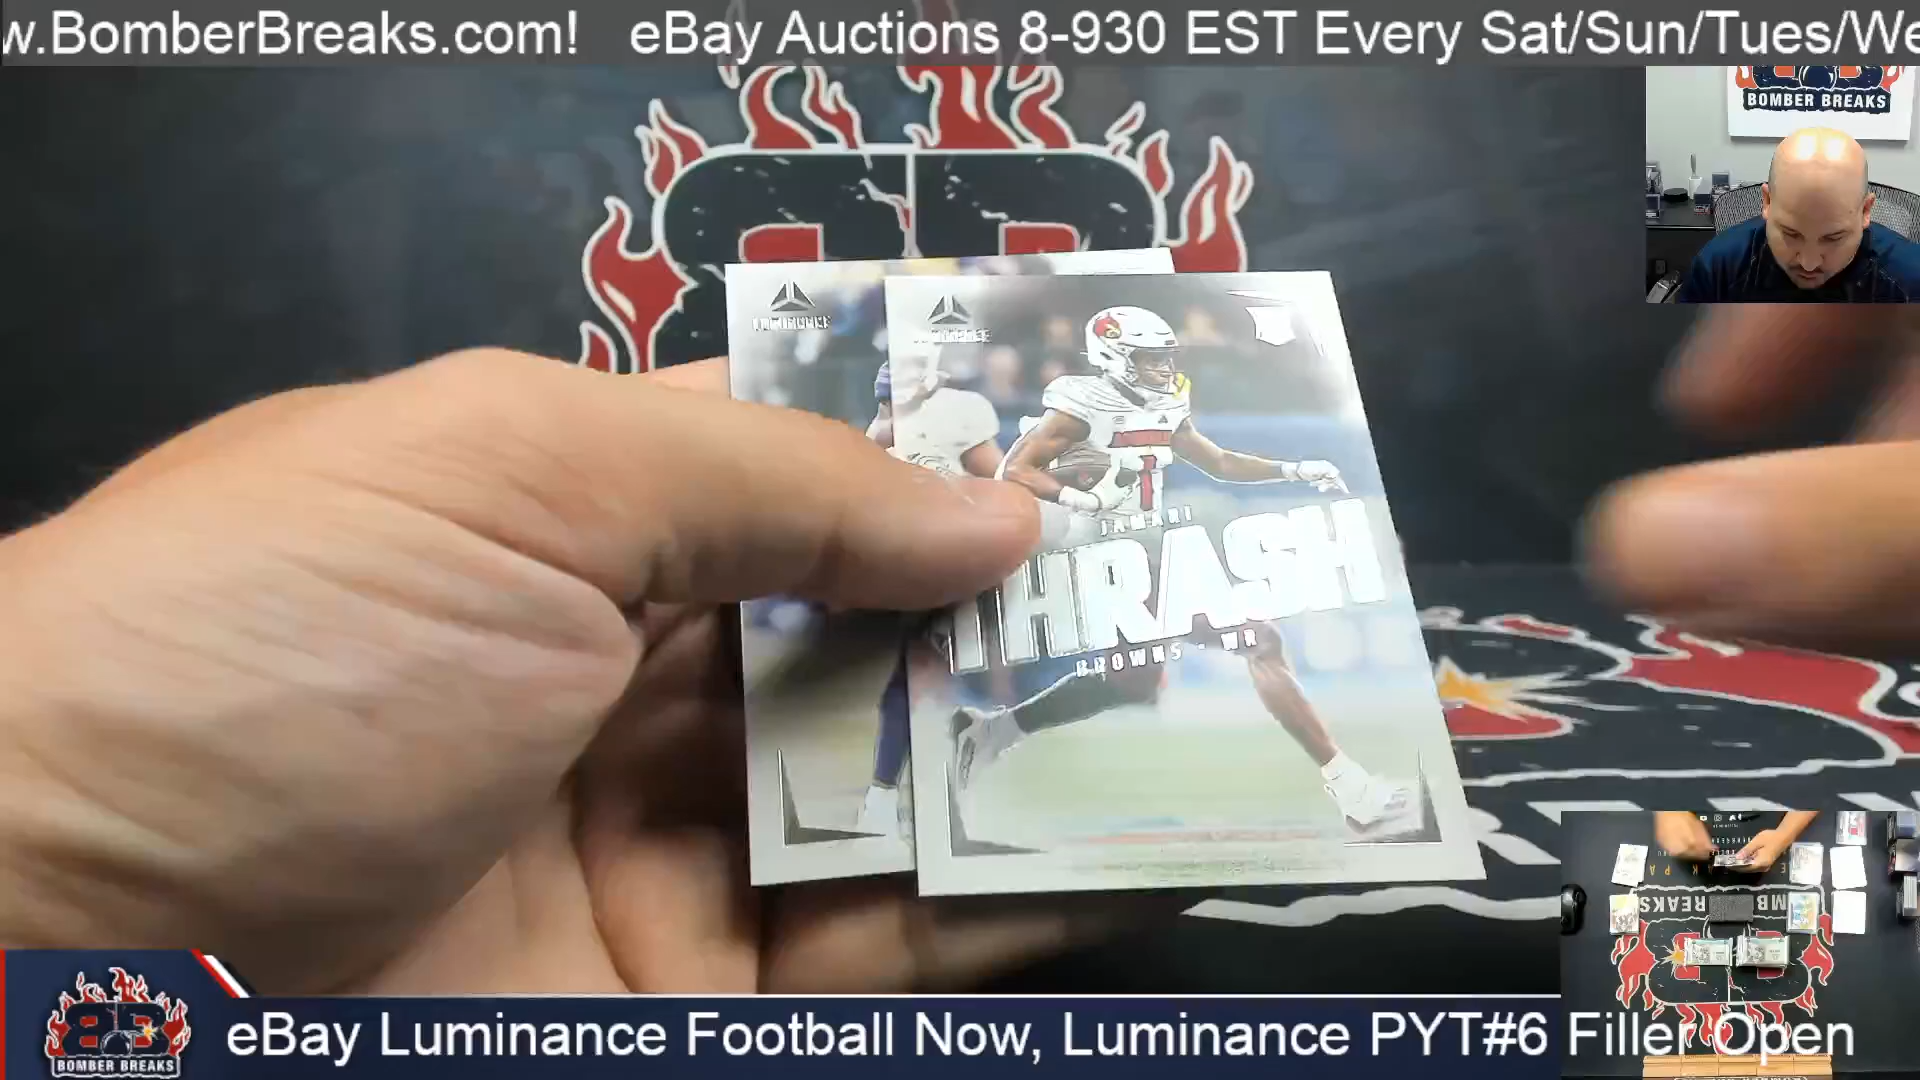 w.BomberBreaks.com! eBay Auctions 8-930 EST Every Sat/Sun/Tues/We
BOMBER BREAKS
JAMARI
THRASH
BROWNS - WR
BOMBER BREAKS
eBay Luminance Football Now, Luminance PYT#6 Filler Open